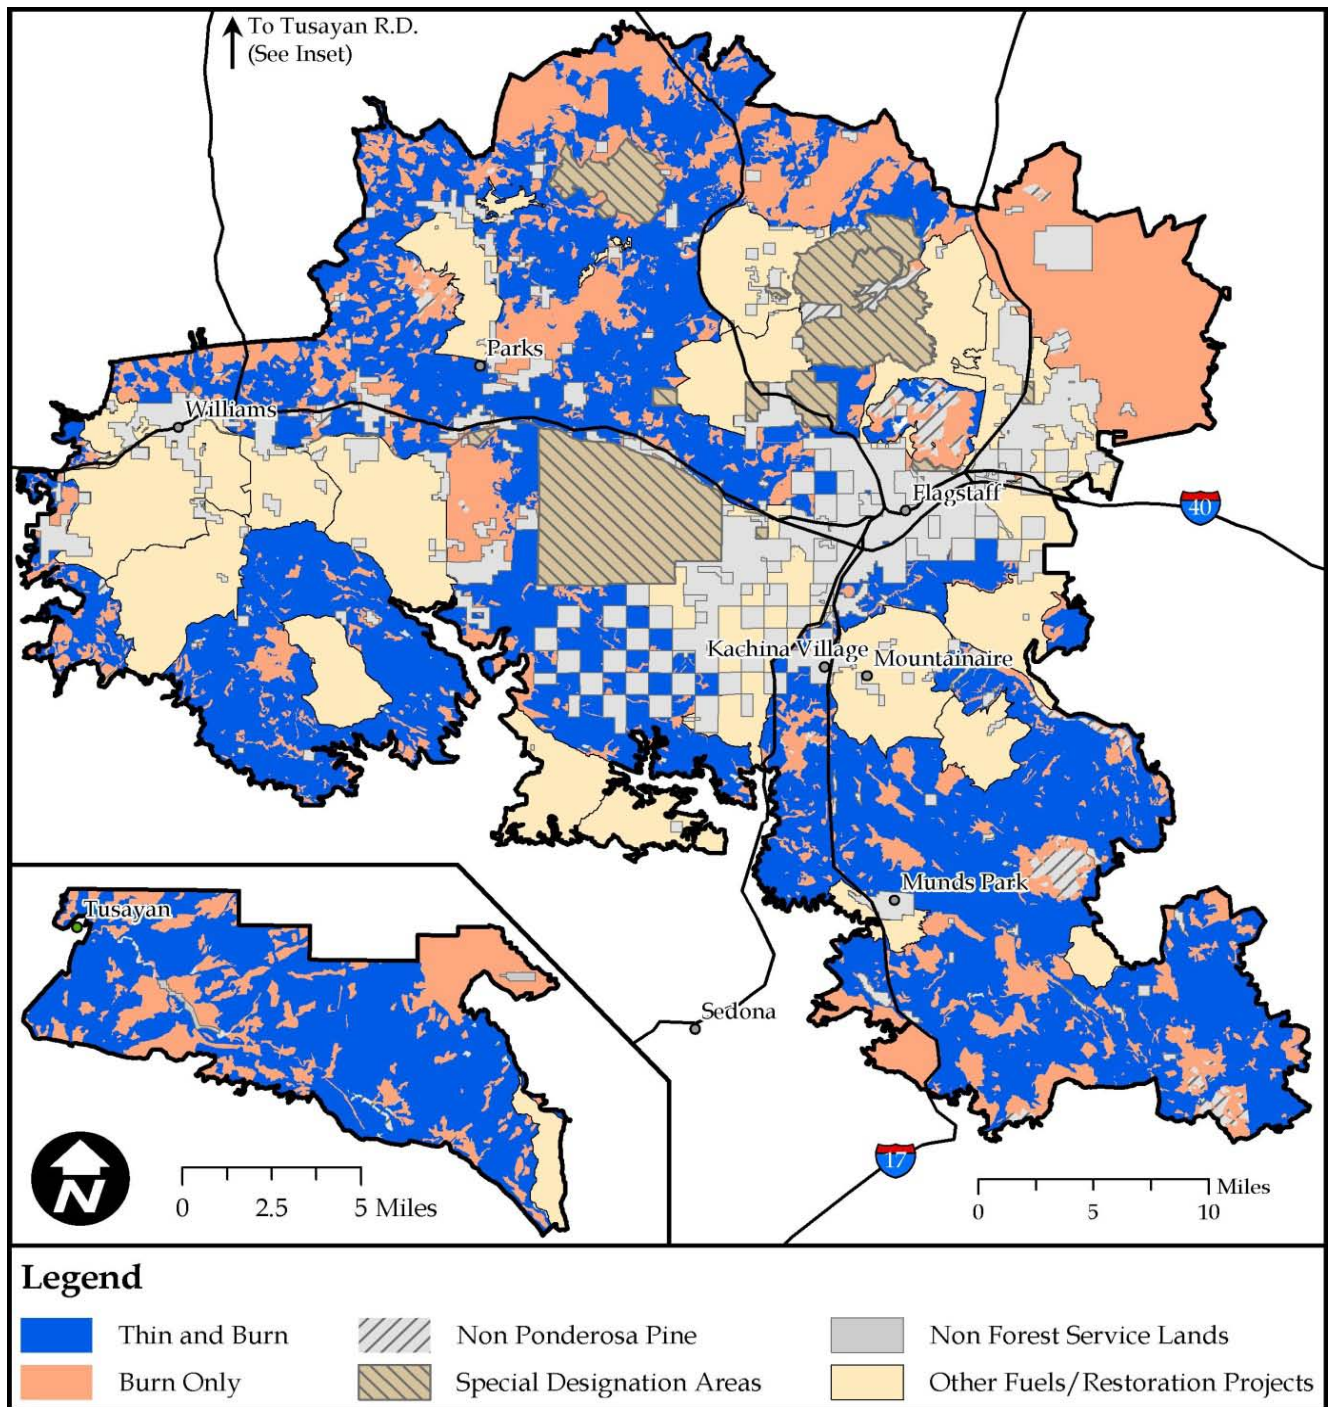 To Tusayan R.D.
(See Inset)
Parks
Williams
Flagstaff
40
Kachina Village
Mountainaire
Munds Park
Tusayan
Sedona
N
0 2.5 5 Miles
17
Miles
0 5 10
Legend
Thin and Burn
Non Ponderosa Pine
Non Forest Service Lands
Burn Only
Special Designation Areas
Other Fuels/Restoration Projects